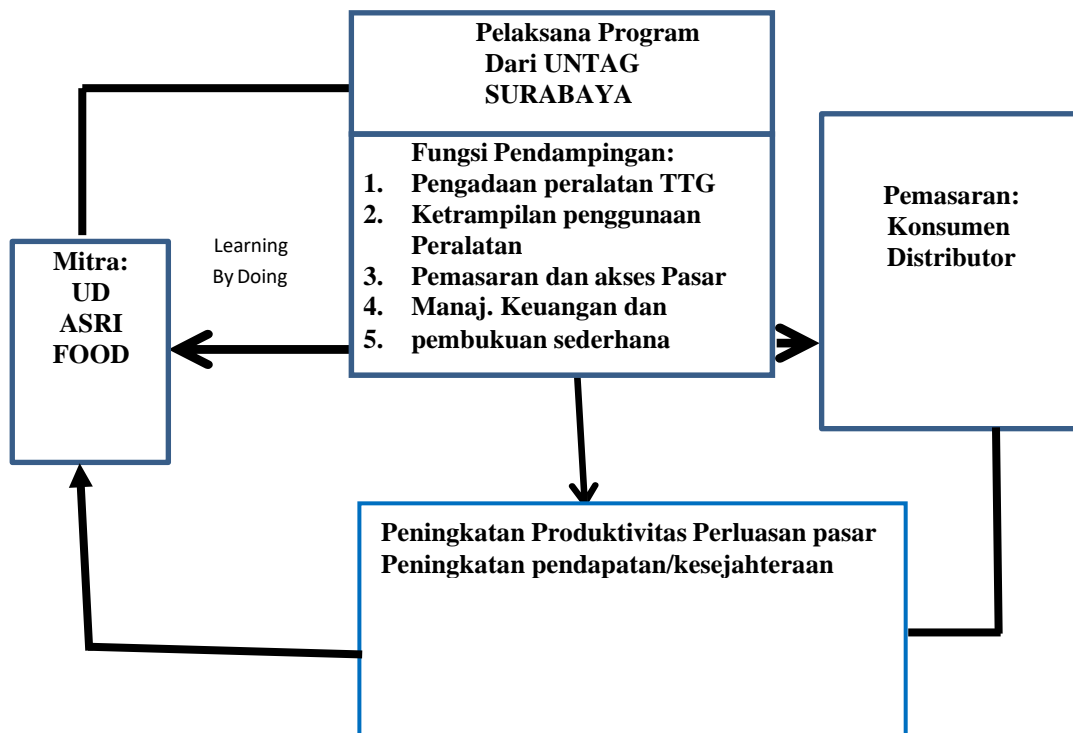 Pelaksana Program
Dari UNTAG
SURABAYA
Fungsi Pendampingan:
1. Pengadaan peralatan TTG
2. Ketrampilan penggunaan
Peralatan
3. Pemasaran dan akses Pasar
4. Manaj. Keuangan dan
5. pembukuan sederhana
Learning
By Doing
Mitra:
UD
ASRI
FOOD
Pemasaran:
Konsumen
Distributor
Peningkatan Produktivitas Perluasan pasar
Peningkatan pendapatan/kesejahteraan